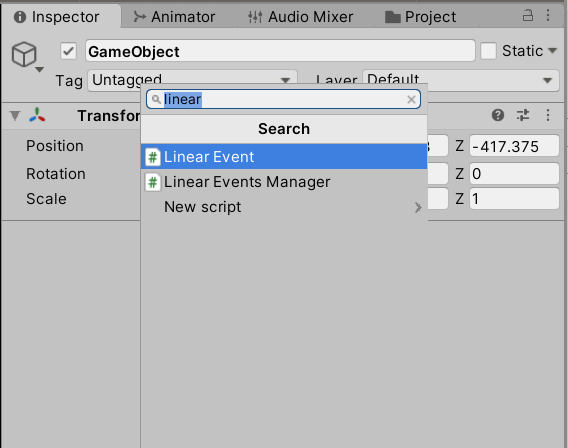 Inspector Animator Audio Mixer Project
GameObject Static
Tag Untagged Layer Default
linear
Transfor
Search
Position Z -417.375
Linear Event
Rotation Z 0
Linear Events Manager
Scale Z 1
New script